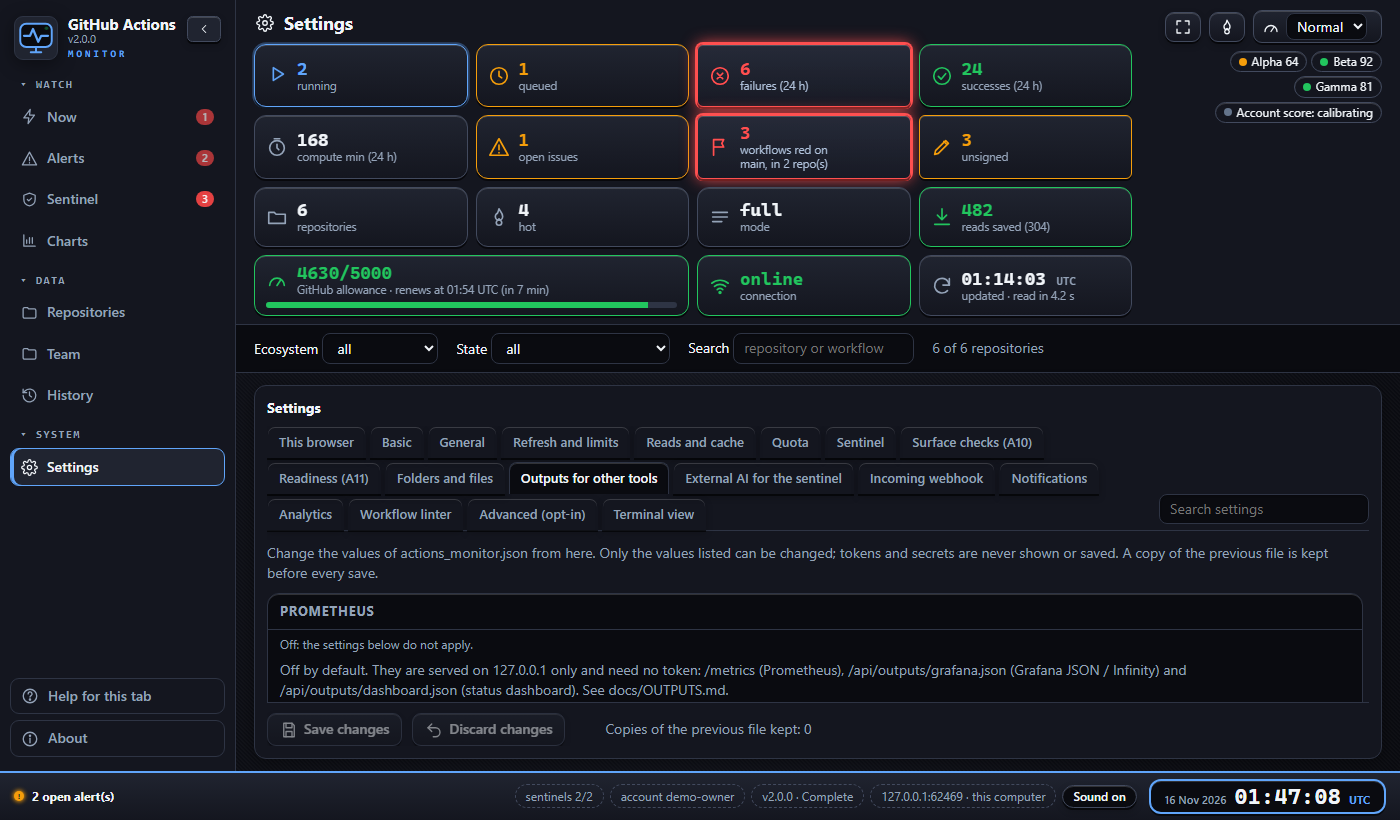 GitHub Actions
v2.0.0
MONITOR
WATCH
Now 1
Alerts 2
Sentinel 3
Charts
DATA
Repositories
Team
History
SYSTEM
Settings
Help for this tab
About
Settings
Normal
Alpha 64
Beta 92
Gamma 81
Account score: calibrating
2
running
1
queued
6
failures (24 h)
24
successes (24 h)
168
compute min (24 h)
1
open issues
3
workflows red on
main, in 2 repo(s)
3
unsigned
6
repositories
4
hot
full
mode
482
reads saved (304)
4630/5000
GitHub allowance · renews at 01:54 UTC (in 7 min)
online
connection
01:14:03 UTC
updated · read in 4.2 s
Ecosystem all State all Search repository or workflow 6 of 6 repositories
Settings
This browser Basic General Refresh and limits Reads and cache Quota Sentinel Surface checks (A10)
Readiness (A11) Folders and files Outputs for other tools External AI for the sentinel Incoming webhook Notifications
Analytics Workflow linter Advanced (opt-in) Terminal view Search settings
Change the values of actions_monitor.json from here. Only the values listed can be changed; tokens and secrets are never shown or saved. A copy of the previous file is kept
before every save.
PROMETHEUS
Off: the settings below do not apply.
Off by default. They are served on 127.0.0.1 only and need no token: /metrics (Prometheus), /api/outputs/grafana.json (Grafana JSON / Infinity) and
/api/outputs/dashboard.json (status dashboard). See docs/OUTPUTS.md.
Save changes Discard changes Copies of the previous file kept: 0
2 open alert(s) sentinels 2/2 account demo-owner v2.0.0 · Complete 127.0.0.1:62469 · this computer Sound on 16 Nov 2026 01:47:08 UTC